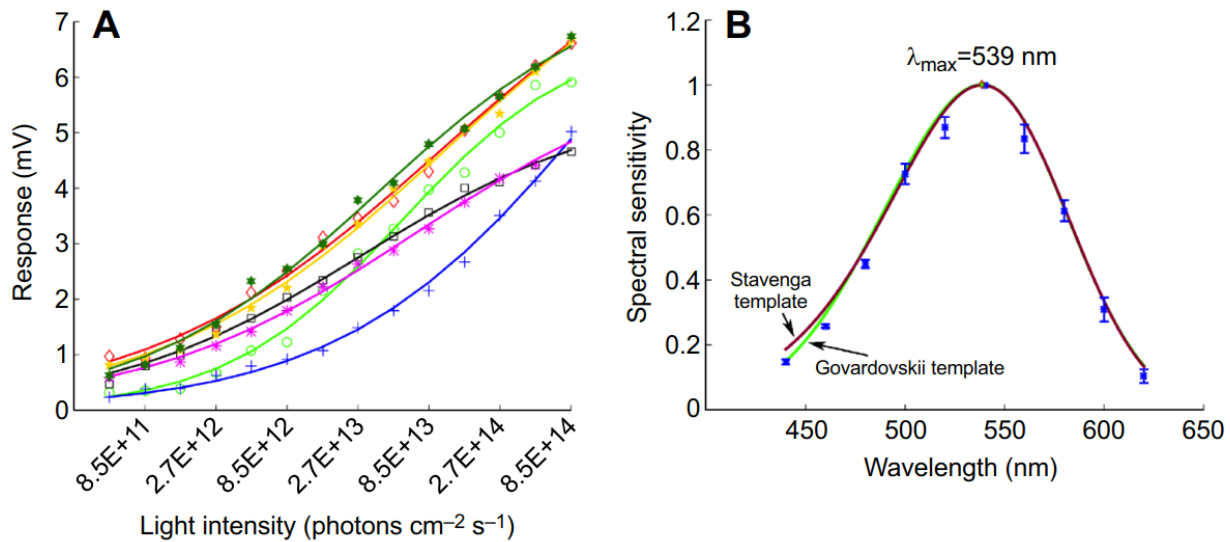 A
Response (mV)
7
6
5
4
3
2
1
0
8.5E+11
2.7E+12
8.5E+12
2.7E+13
8.5E+13
2.7E+14
8.5E+14
Light intensity (photons cm⁻² s⁻¹)
B
λmax=539 nm
Spectral sensitivity
1.2
1
0.8
0.6
0.4
0.2
0
Stavenga
template
Govardovskii template
450
500
550
600
650
Wavelength (nm)